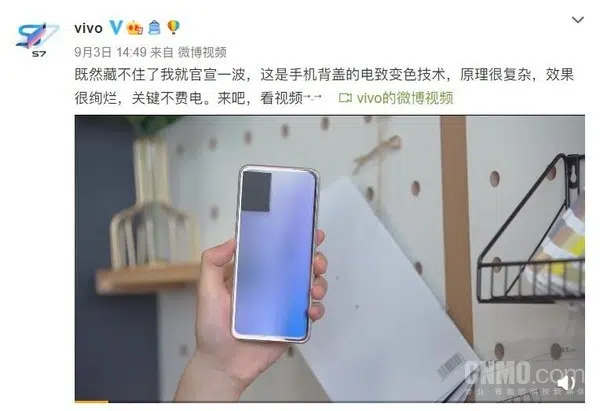 vivo
S7
9月3日 14:49 来自 微博视频
既然藏不住了我就官宣一波，这是手机背盖的电致变色技术，原理很复杂，效果
很绚烂，关键不费电。来吧，看视频→_→ vivo的微博视频
CNMO.com